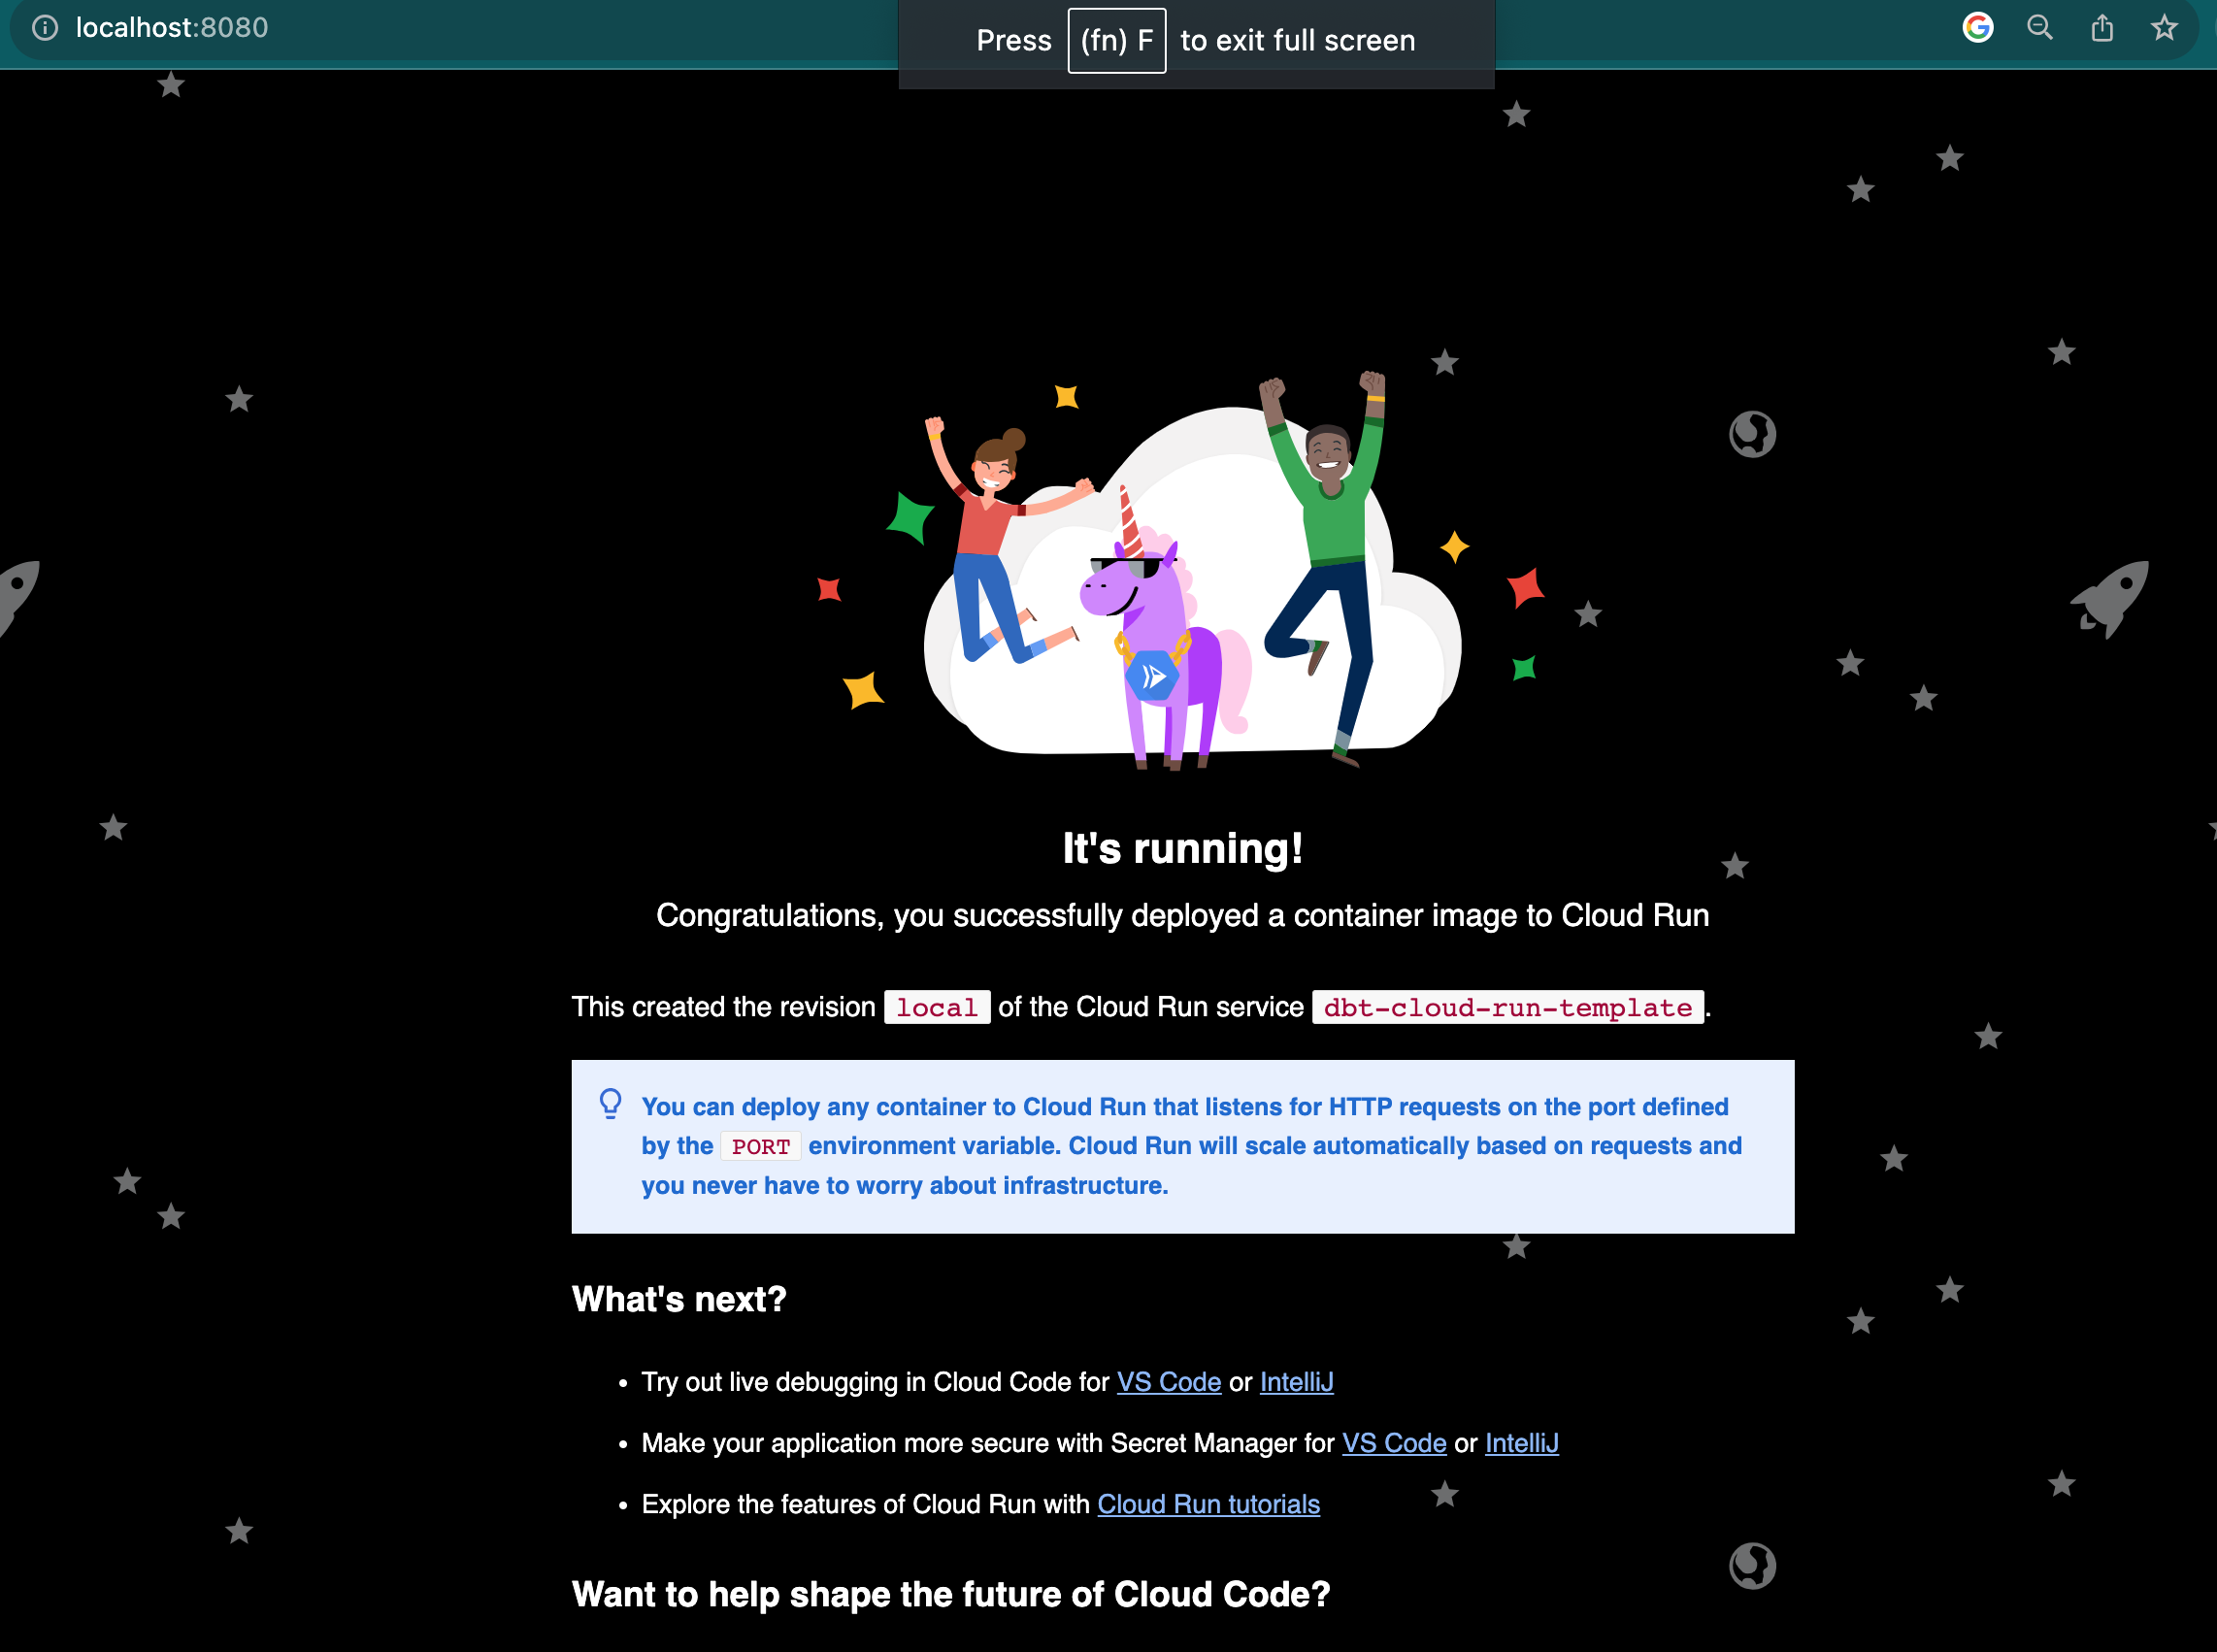 localhost:8080
Press (fn) F to exit full screen
It's running!
Congratulations, you successfully deployed a container image to Cloud Run
This created the revision local of the Cloud Run service dbt-cloud-run-template.
You can deploy any container to Cloud Run that listens for HTTP requests on the port defined
by the PORT environment variable. Cloud Run will scale automatically based on requests and
you never have to worry about infrastructure.
What's next?
• Try out live debugging in Cloud Code for VS Code or IntelliJ
• Make your application more secure with Secret Manager for VS Code or IntelliJ
• Explore the features of Cloud Run with Cloud Run tutorials
Want to help shape the future of Cloud Code?